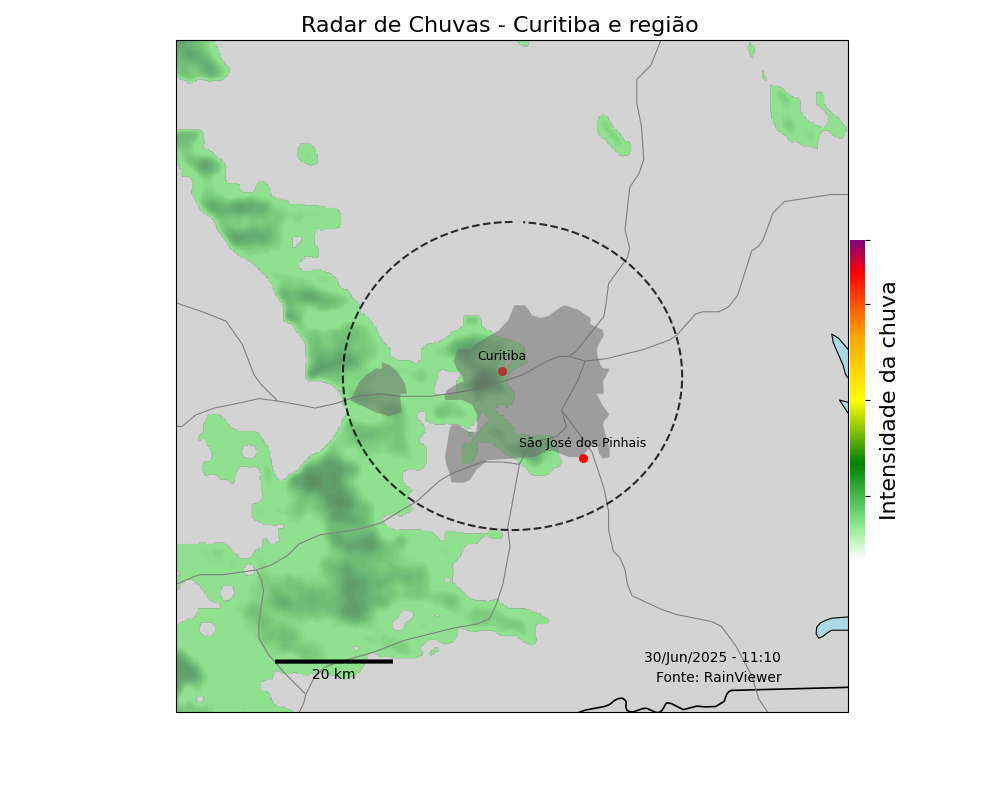 Radar de Chuvas - Curitiba e região
Curitiba
São José dos Pinhais
Intensidade da chuva
30/Jun/2025 - 11:10
Fonte: RainViewer
20 km